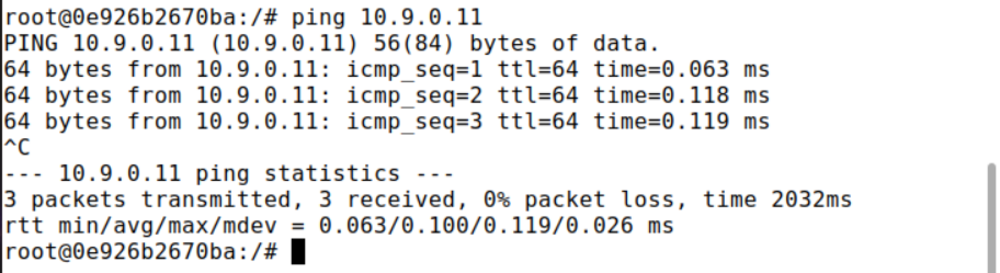 root@0e926b2670ba:/# ping 10.9.0.11
PING 10.9.0.11 (10.9.0.11) 56(84) bytes of data.
64 bytes from 10.9.0.11: icmp_seq=1 ttl=64 time=0.063 ms
64 bytes from 10.9.0.11: icmp_seq=2 ttl=64 time=0.118 ms
64 bytes from 10.9.0.11: icmp_seq=3 ttl=64 time=0.119 ms
^C
--- 10.9.0.11 ping statistics ---
3 packets transmitted, 3 received, 0% packet loss, time 2032ms
rtt min/avg/max/mdev = 0.063/0.100/0.119/0.026 ms
root@0e926b2670ba:/#